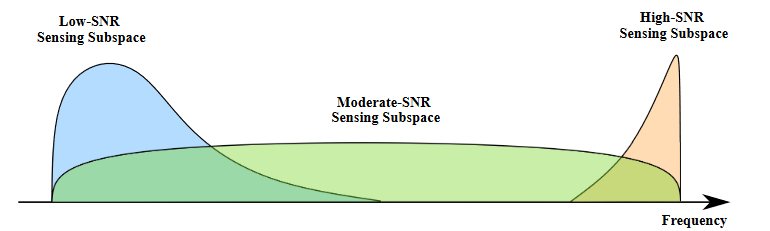 Low-SNR
Sensing Subspace
High-SNR
Sensing Subspace
Moderate-SNR
Sensing Subspace
Frequency